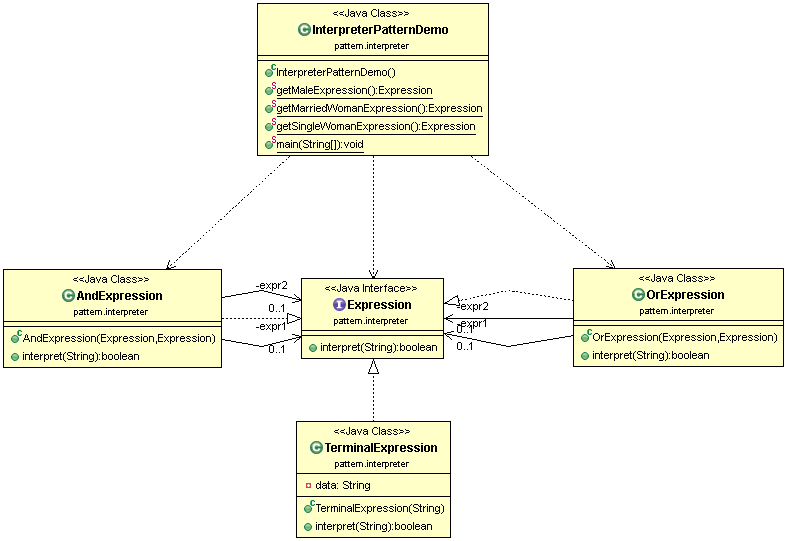 <<Java Class>>
InterpreterPatternDemo
pattern.interpreter
InterpreterPatternDemo()
getMaleExpression():Expression
getMarriedWomanExpression():Expression
getSingleWomanExpression():Expression
main(String[]):void
<<Java Class>>
AndExpression
pattern.interpreter
AndExpression(Expression,Expression)
interpret(String):boolean
-expr2
0..1
-expr1
0..1
<<Java Interface>>
Expression
pattern.interpreter
interpret(String):boolean
-expr2
-expr1
0..1
0..1
<<Java Class>>
OrExpression
pattern.interpreter
OrExpression(Expression,Expression)
interpret(String):boolean
<<Java Class>>
TerminalExpression
pattern.interpreter
data: String
TerminalExpression(String)
interpret(String):boolean